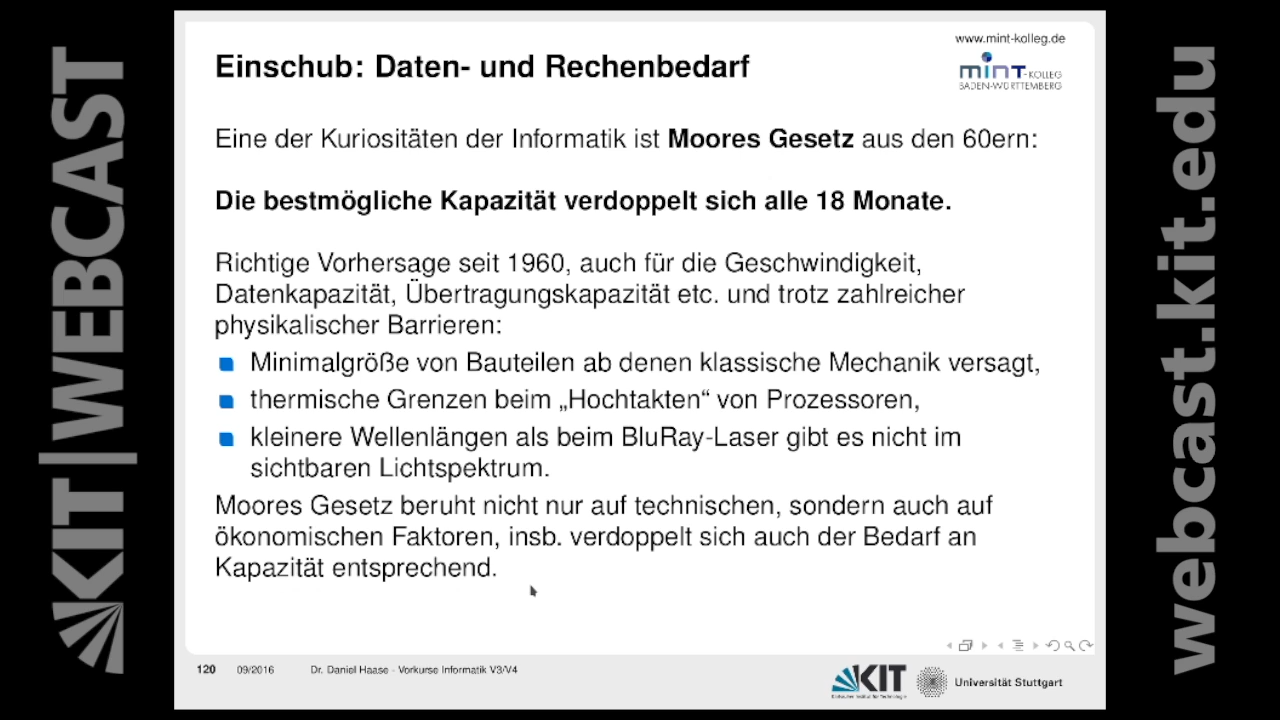 KIT|WEBCAST
www.mint-kolleg.de
Einschub: Daten- und Rechenbedarf
mint-KOLLEG
BADEN-WÜRTTEMBERG
Eine der Kuriositäten der Informatik ist Moores Gesetz aus den 60ern:
Die bestmögliche Kapazität verdoppelt sich alle 18 Monate.
Richtige Vorhersage seit 1960, auch für die Geschwindigkeit,
Datenkapazität, Übertragungskapazität etc. und trotz zahlreicher
physikalischer Barrieren:
Minimalgröße von Bauteilen ab denen klassische Mechanik versagt,
thermische Grenzen beim „Hochtakten“ von Prozessoren,
kleinere Wellenlängen als beim BluRay-Laser gibt es nicht im
sichtbaren Lichtspektrum.
Moores Gesetz beruht nicht nur auf technischen, sondern auch auf
ökonomischen Faktoren, insb. verdoppelt sich auch der Bedarf an
Kapazität entsprechend.
120 09/2016 Dr. Daniel Haase - Vorkurse Informatik V3/V4
KIT
Karlsruher Institut für Technologie
Universität Stuttgart
webcast.kit.edu